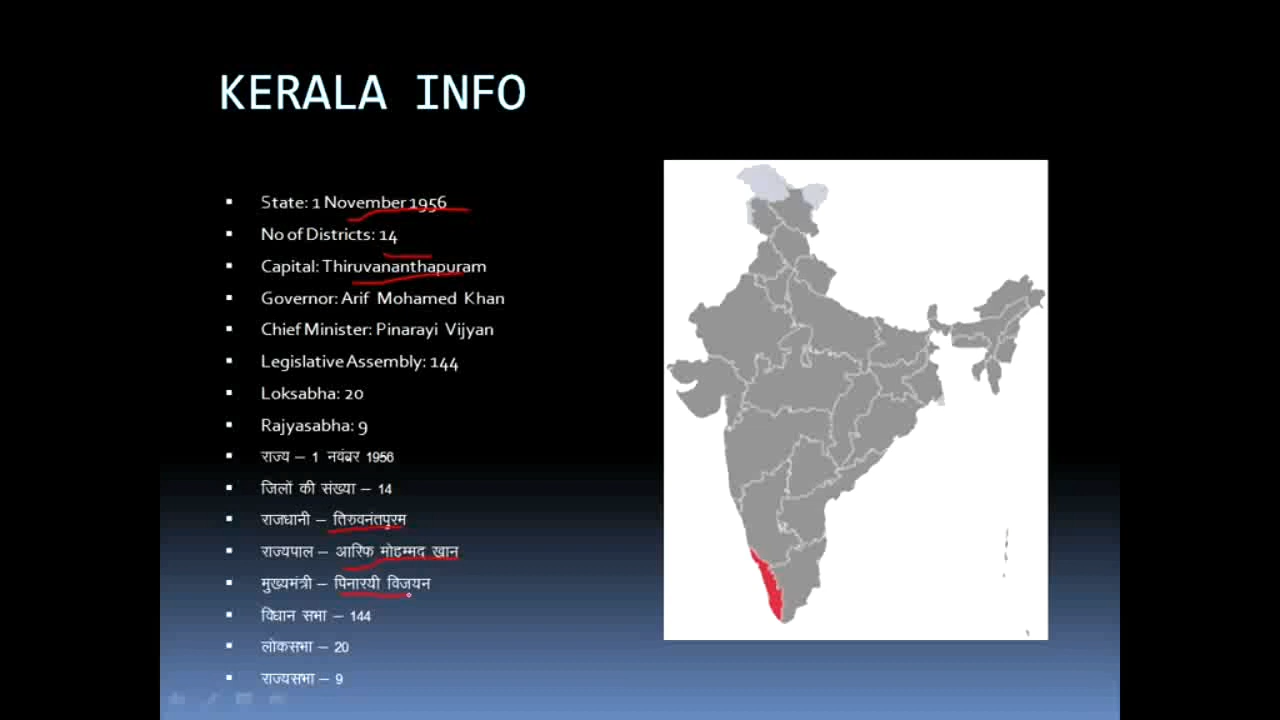 KERALA INFO
State: 1 November 1956
No of Districts: 14
Capital: Thiruvananthapuram
Governor: Arif Mohamed Khan
Chief Minister: Pinarayi Vijyan
Legislative Assembly: 144
Loksabha: 20
Rajyasabha: 9
राज्य – 1 नवंबर 1956
जिलों की संख्या – 14
राजधानी – तिरुवनंतपुरम
राज्यपाल – आरिफ मोहम्मद खान
मुख्यमंत्री – पिनारयी विजयन
विधान सभा – 144
लोकसभा – 20
राज्यसभा – 9